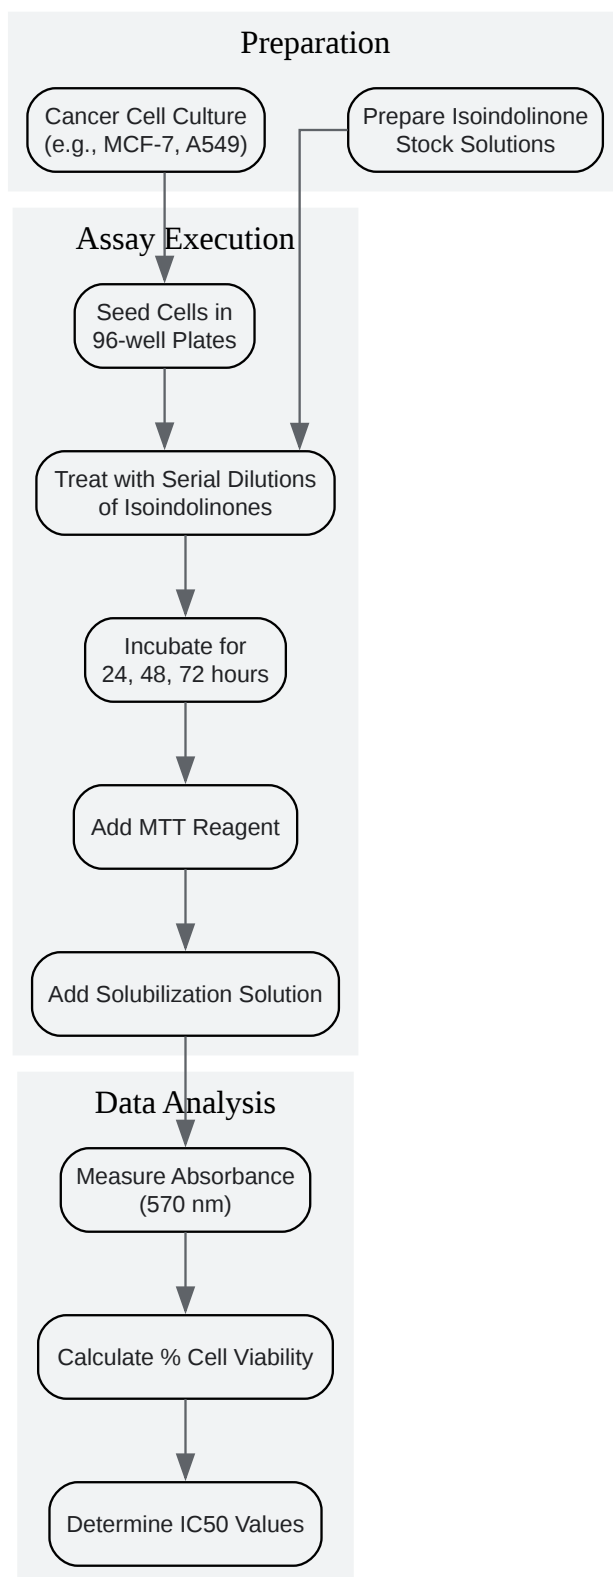 Preparation
Cancer Cell Culture
(e.g., MCF-7, A549)
Prepare Isoindolinone
Stock Solutions
Assay Execution
Seed Cells in
96-well Plates
Treat with Serial Dilutions
of Isoindolinones
Incubate for
24, 48, 72 hours
Add MTT Reagent
Add Solubilization Solution
Data Analysis
Measure Absorbance
(570 nm)
Calculate % Cell Viability
Determine IC50 Values